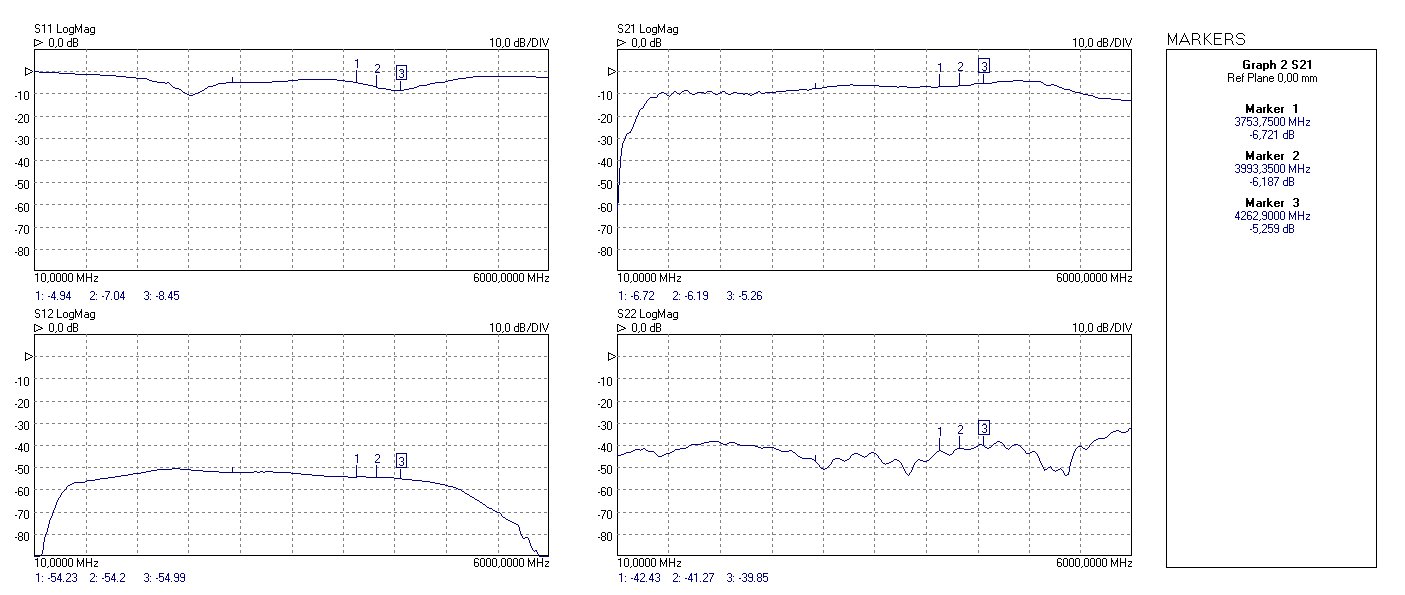 S11 LogMag
0,0 dB 10,0 dB/DIV
1 2 3
-10
-20
-30
-40
-50
-60
-70
-80
10,0000 MHz 6000,0000 MHz
1: -4.94 2: -7.04 3: -8.45
S21 LogMag
0,0 dB 10,0 dB/DIV
1 2 3
-10
-20
-30
-40
-50
-60
-70
-80
10,0000 MHz 6000,0000 MHz
1: -6.72 2: -6.19 3: -5.26
S12 LogMag
0,0 dB 10,0 dB/DIV
-10
-20
-30
-40
1 2 3
-50
-60
-70
-80
10,0000 MHz 6000,0000 MHz
1: -54.23 2: -54.2 3: -54.99
S22 LogMag
0,0 dB 10,0 dB/DIV
-10
-20
-30
1 2 3
-40
-50
-60
-70
-80
10,0000 MHz 6000,0000 MHz
1: -42.43 2: -41.27 3: -39.85
MARKERS
Graph 2 S21
Ref Plane 0,00 mm
Marker 1
3753,7500 MHz
-6,721 dB
Marker 2
3993,3500 MHz
-6,187 dB
Marker 3
4262,9000 MHz
-5,259 dB